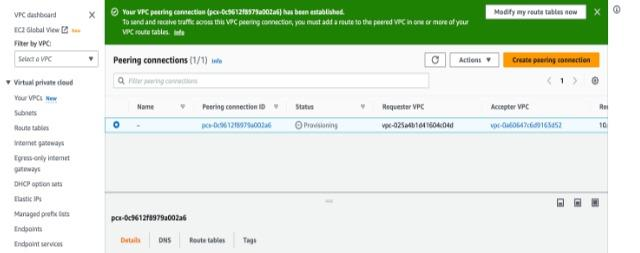 VPC dashboard
EC2 Global View New
Filter by VPC:
Select a VPC
Virtual private cloud
Your VPCs New
Subnets
Route tables
Internet gateways
Egress-only internet
gateways
DHCP option sets
Elastic IPs
Managed prefix lists
Endpoints
Endpoint services
Your VPC peering connection (pcx-0c9612f8979a002a6) has been established.
To send and receive traffic across this VPC peering connection, you must add a route to the peered VPC in one or more of your
VPC route tables. Info
Modify my route tables now
Peering connections (1/1) Info
Actions
Create peering connection
Filter peering connections
1
Name Peering connection ID Status Requester VPC Accepter VPC
- pcx-0c9612f8979a002a6 Provisioning vpc-025a4b1d41604c04d vpc-0a60647c6d9163d52 10.
pcx-0c9612f8979a002a6
Details DNS Route tables Tags